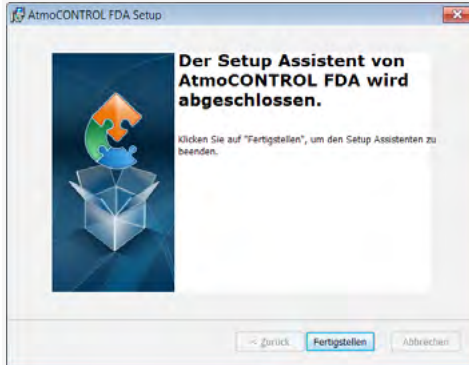 AtmoCONTROL FDA Setup
Der Setup Assistent von
AtmoCONTROL FDA wird
abgeschlossen.
Klicken Sie auf "Fertigstellen", um den Setup Assistenten zu
beenden.
< Zurück Fertigstellen Abbrechen